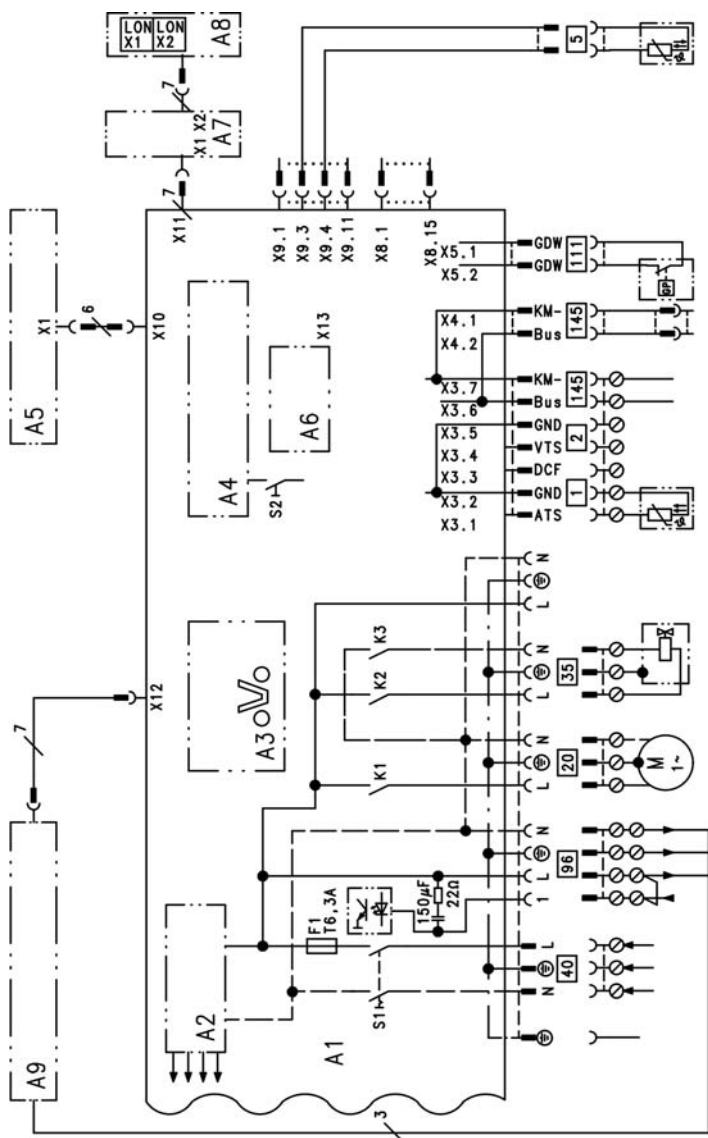 LON X1
LON X2
A8
7
X1 X2
A7
7
X11
5
X1
6
X10
A5
X9.1
X9.3
X9.4
X9.11
X8.1
X8.15
X13
A6
A4
S2
X5.1
X5.2
GDW
GDW
111
GP
X4.1
X4.2
KM-
Bus
145
X3.7
X3.6
X3.5
X3.4
X3.3
X3.2
X3.1
KM-
Bus
145
GND
VTS
2
DCF
GND
1
ATS
7
X12
A3
K3
K2
K1
N
L
N
35
L
N
20
L
M
1~
N
L
96
1
150µF
22Ω
F1
T6,3A
S1
L
40
N
A2
A1
A9
3